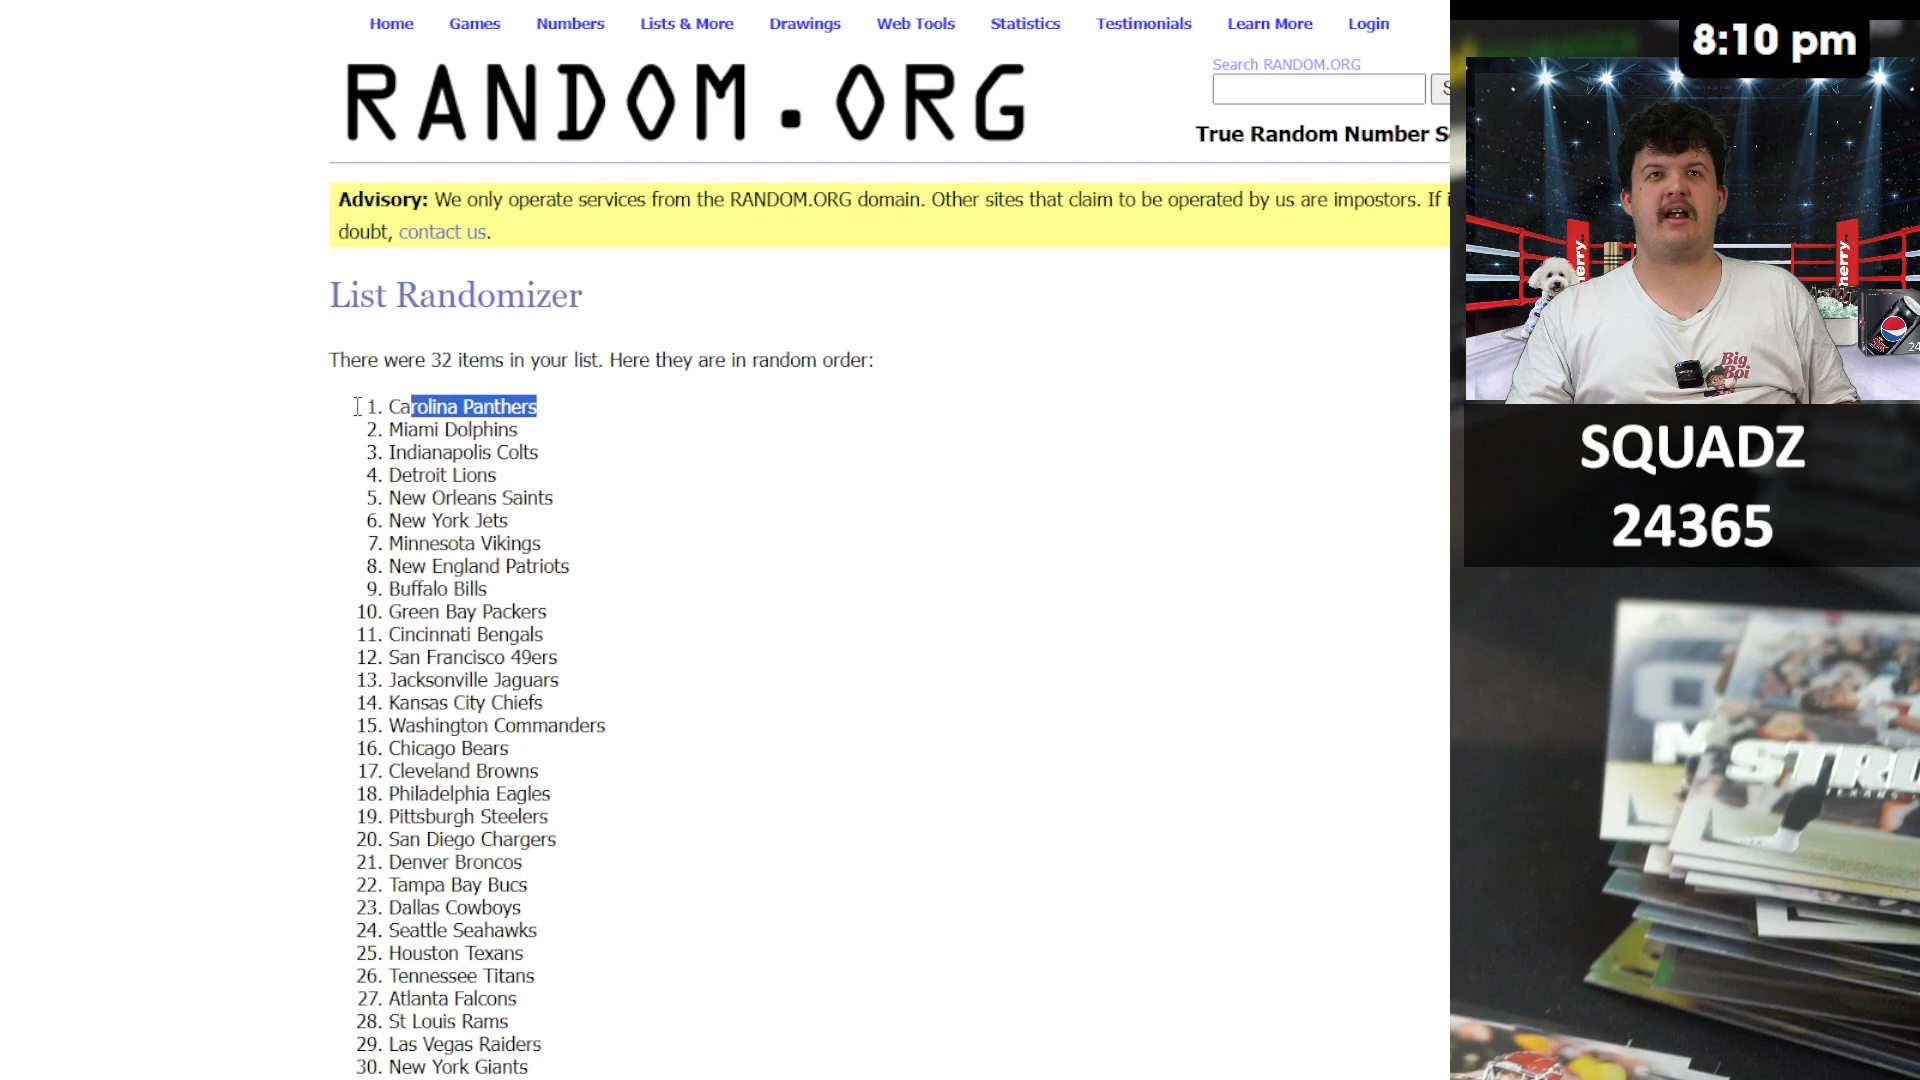 Home Games Numbers Lists & More Drawings Web Tools Statistics Testimonials Learn More Login
8:10 pm
RANDOM.ORG
Search RANDOM.ORG
True Random Number S
Advisory: We only operate services from the RANDOM.ORG domain. Other sites that claim to be operated by us are impostors. If i
doubt, contact us.
List Randomizer
There were 32 items in your list. Here they are in random order:
1. Carolina Panthers
2. Miami Dolphins
3. Indianapolis Colts
4. Detroit Lions
5. New Orleans Saints
6. New York Jets
7. Minnesota Vikings
8. New England Patriots
9. Buffalo Bills
10. Green Bay Packers
11. Cincinnati Bengals
12. San Francisco 49ers
13. Jacksonville Jaguars
14. Kansas City Chiefs
15. Washington Commanders
16. Chicago Bears
17. Cleveland Browns
18. Philadelphia Eagles
19. Pittsburgh Steelers
20. San Diego Chargers
21. Denver Broncos
22. Tampa Bay Bucs
23. Dallas Cowboys
24. Seattle Seahawks
25. Houston Texans
26. Tennessee Titans
27. Atlanta Falcons
28. St Louis Rams
29. Las Vegas Raiders
30. New York Giants
herry.
herry.
Big
Boi
24
SQUADZ
24365
STRO